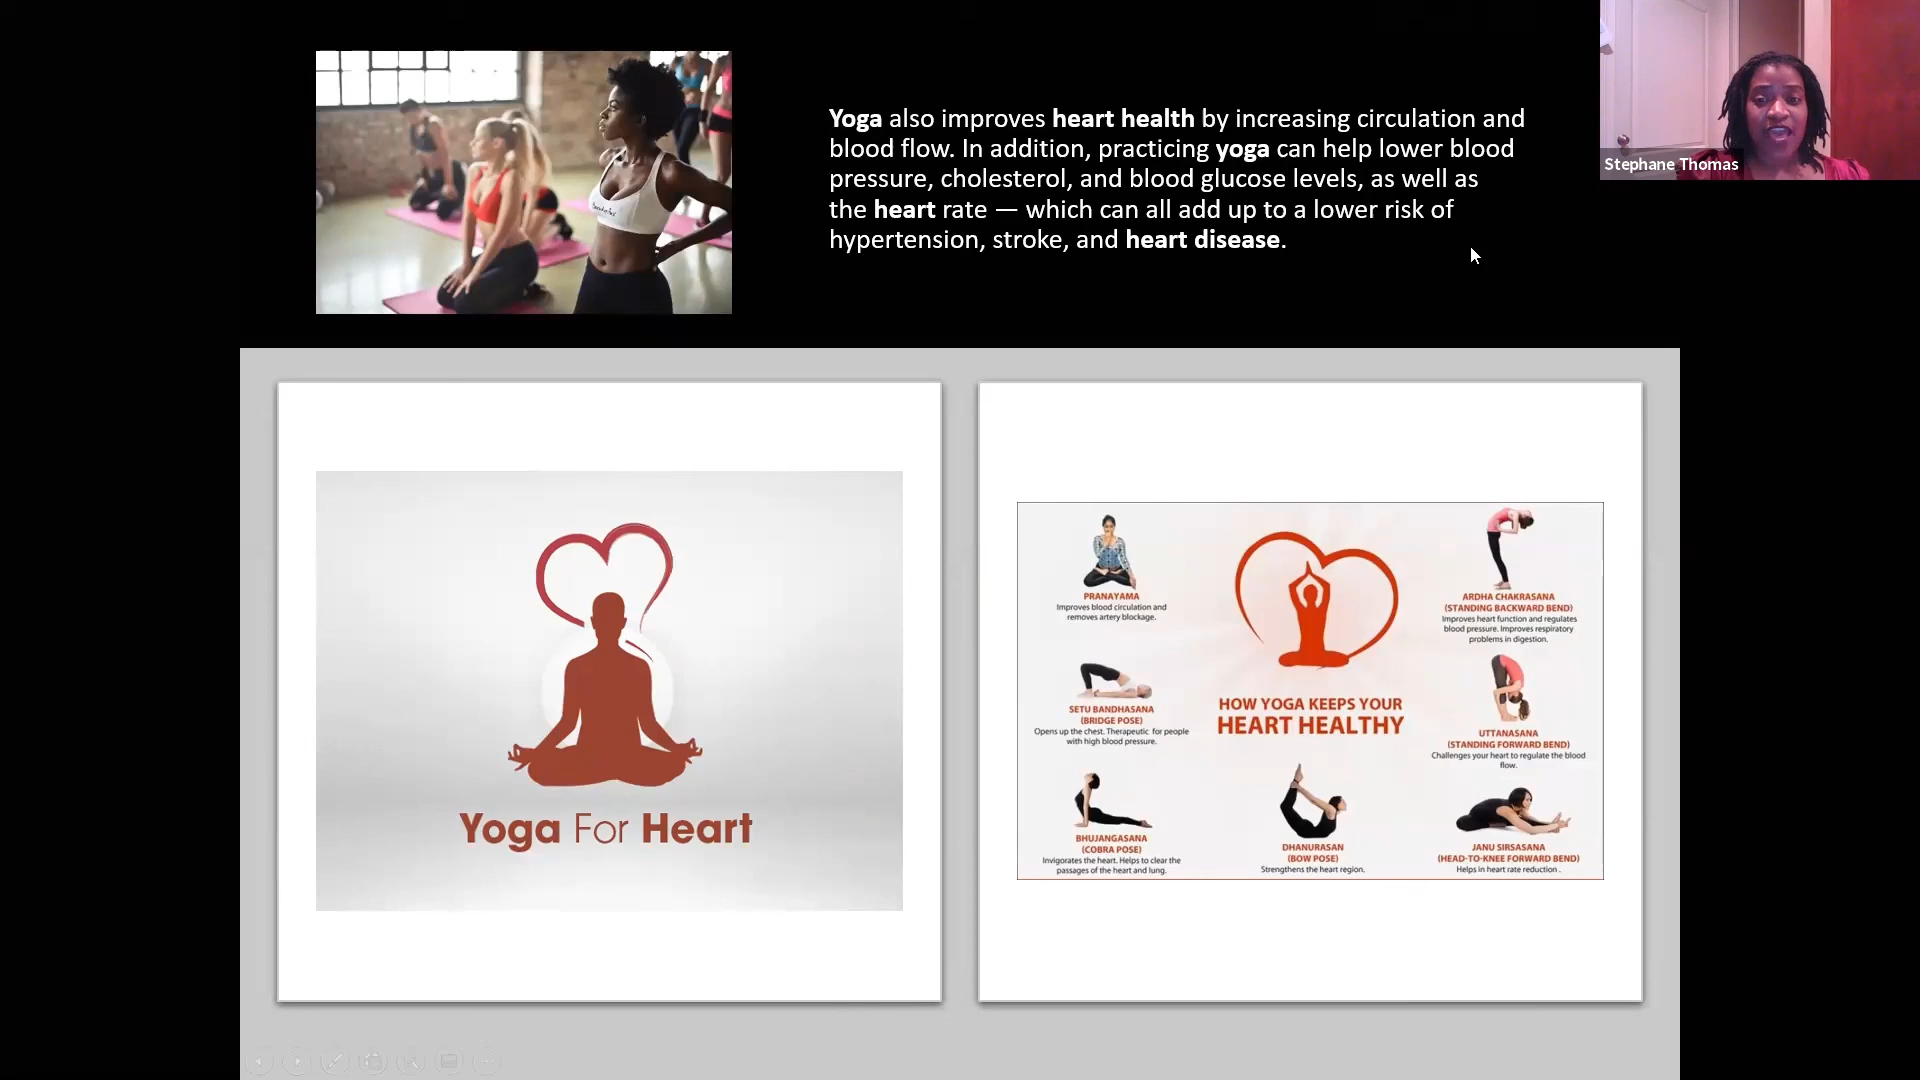 Yoga also improves heart health by increasing circulation and
blood flow. In addition, practicing yoga can help lower blood
pressure, cholesterol, and blood glucose levels, as well as
the heart rate — which can all add up to a lower risk of
hypertension, stroke, and heart disease.
Stephane Thomas
Yoga For Heart
PRANAYAMA
Improves blood circulation and
removes artery blockage.
SETU BANDHASANA
(BRIDGE POSE)
Opens up the chest. Therapeutic for people
with high blood pressure.
BHUJANGASANA
(COBRA POSE)
Invigorates the heart. Helps to clear the
passages of the heart and lung.
HOW YOGA KEEPS YOUR
HEART HEALTHY
DHANURASAN
(BOW POSE)
Strengthens the heart region.
ARDHA CHAKRASANA
(STANDING BACKWARD BEND)
Improves heart function and regulates
blood pressure. Improves respiratory
problems in digestion.
UTTANASANA
(STANDING FORWARD BEND)
Challenges your heart to regulate the blood
flow.
JANU SIRSASANA
(HEAD-TO-KNEE FORWARD BEND)
Helps in heart rate reduction .